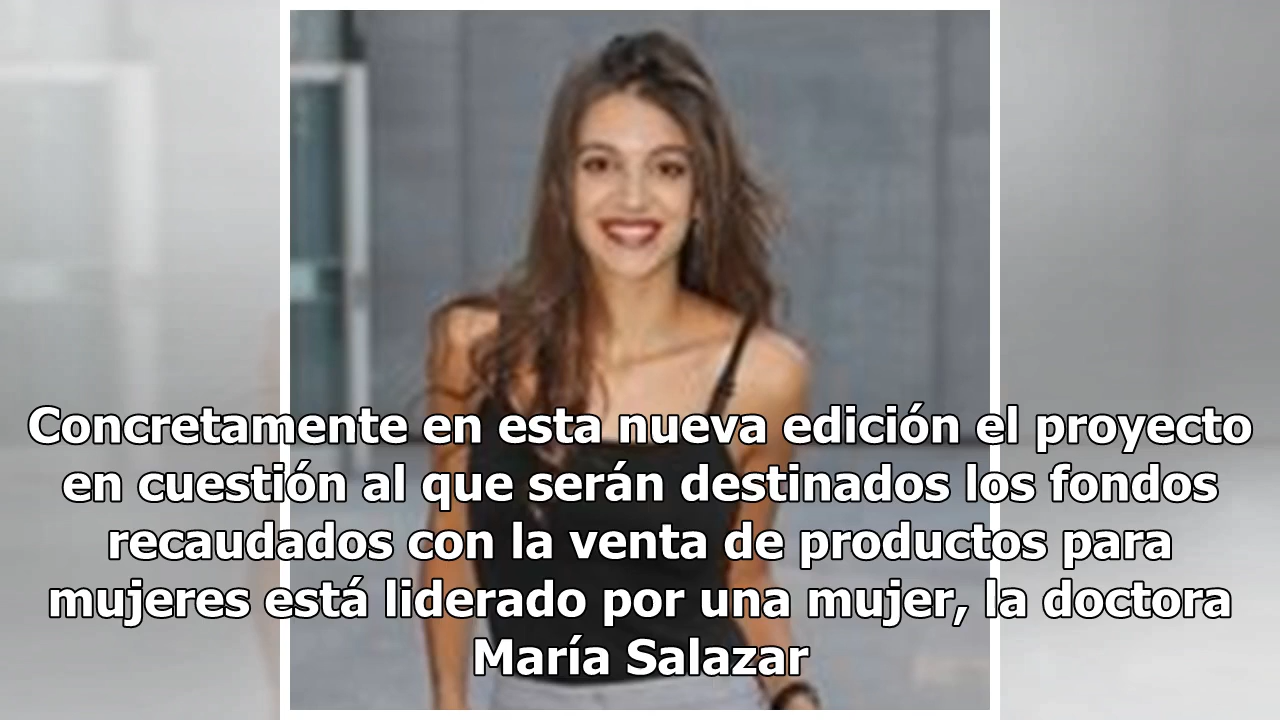 Concretamente en esta nueva edición el proyecto
en cuestión al que serán destinados los fondos
recaudados con la venta de productos para
mujeres está liderado por una mujer, la doctora
María Salazar